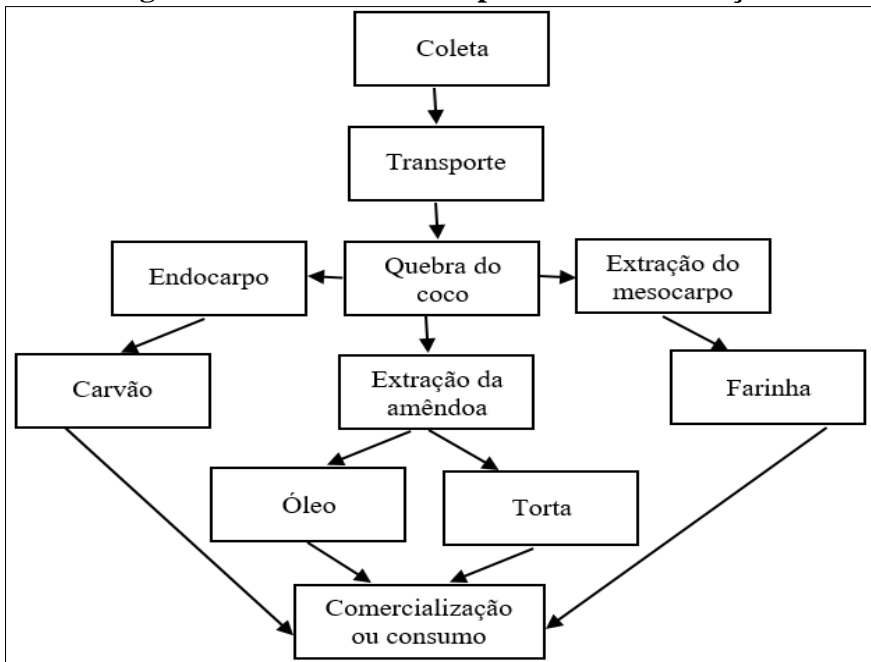 Coleta
Transporte
Endocarpo
Quebra do
coco
Extração do
mesocarpo
Carvão
Extração da
amêndoa
Farinha
Óleo
Torta
Comercialização
ou consumo